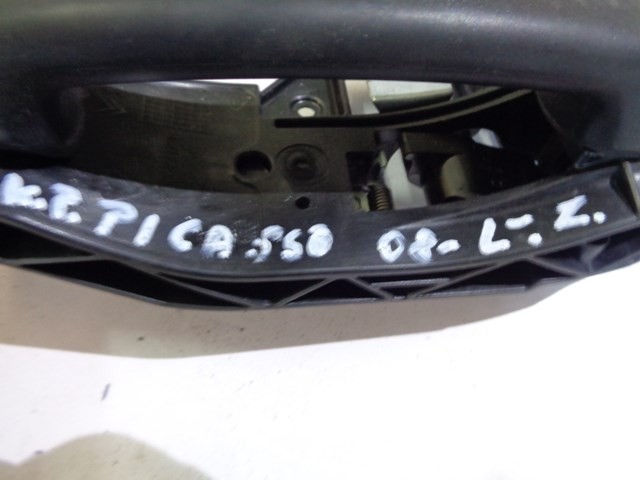 K.P. PICASSO 08- L-. Z.